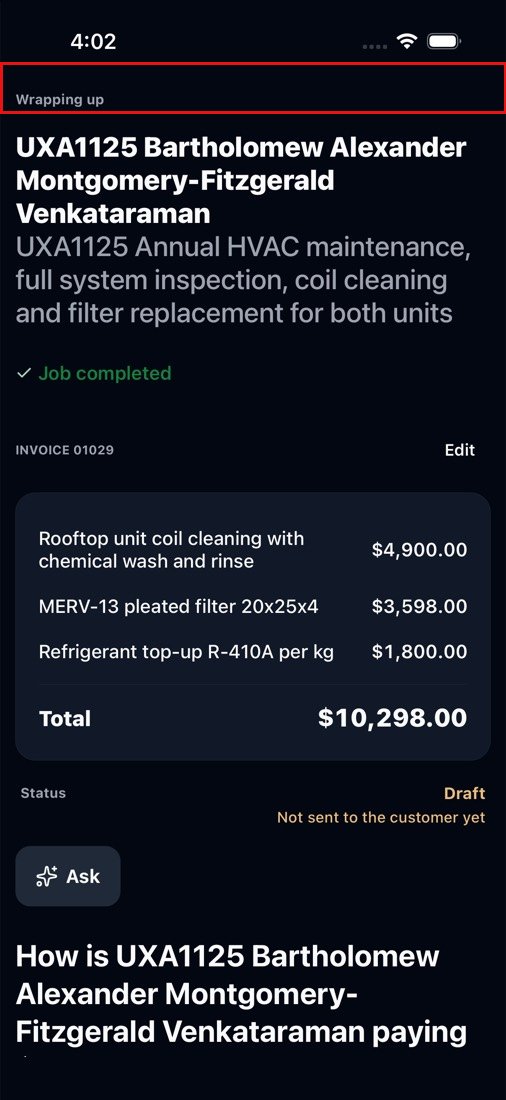 4:02
Wrapping up
UXA1125 Bartholomew Alexander
Montgomery-Fitzgerald
Venkataraman
UXA1125 Annual HVAC maintenance,
full system inspection, coil cleaning
and filter replacement for both units
✓ Job completed
INVOICE 01029 Edit
Rooftop unit coil cleaning with
chemical wash and rinse $4,900.00
MERV-13 pleated filter 20x25x4 $3,598.00
Refrigerant top-up R-410A per kg $1,800.00
Total $10,298.00
Status Draft
Not sent to the customer yet
Ask
How is UXA1125 Bartholomew
Alexander Montgomery-
Fitzgerald Venkataraman paying